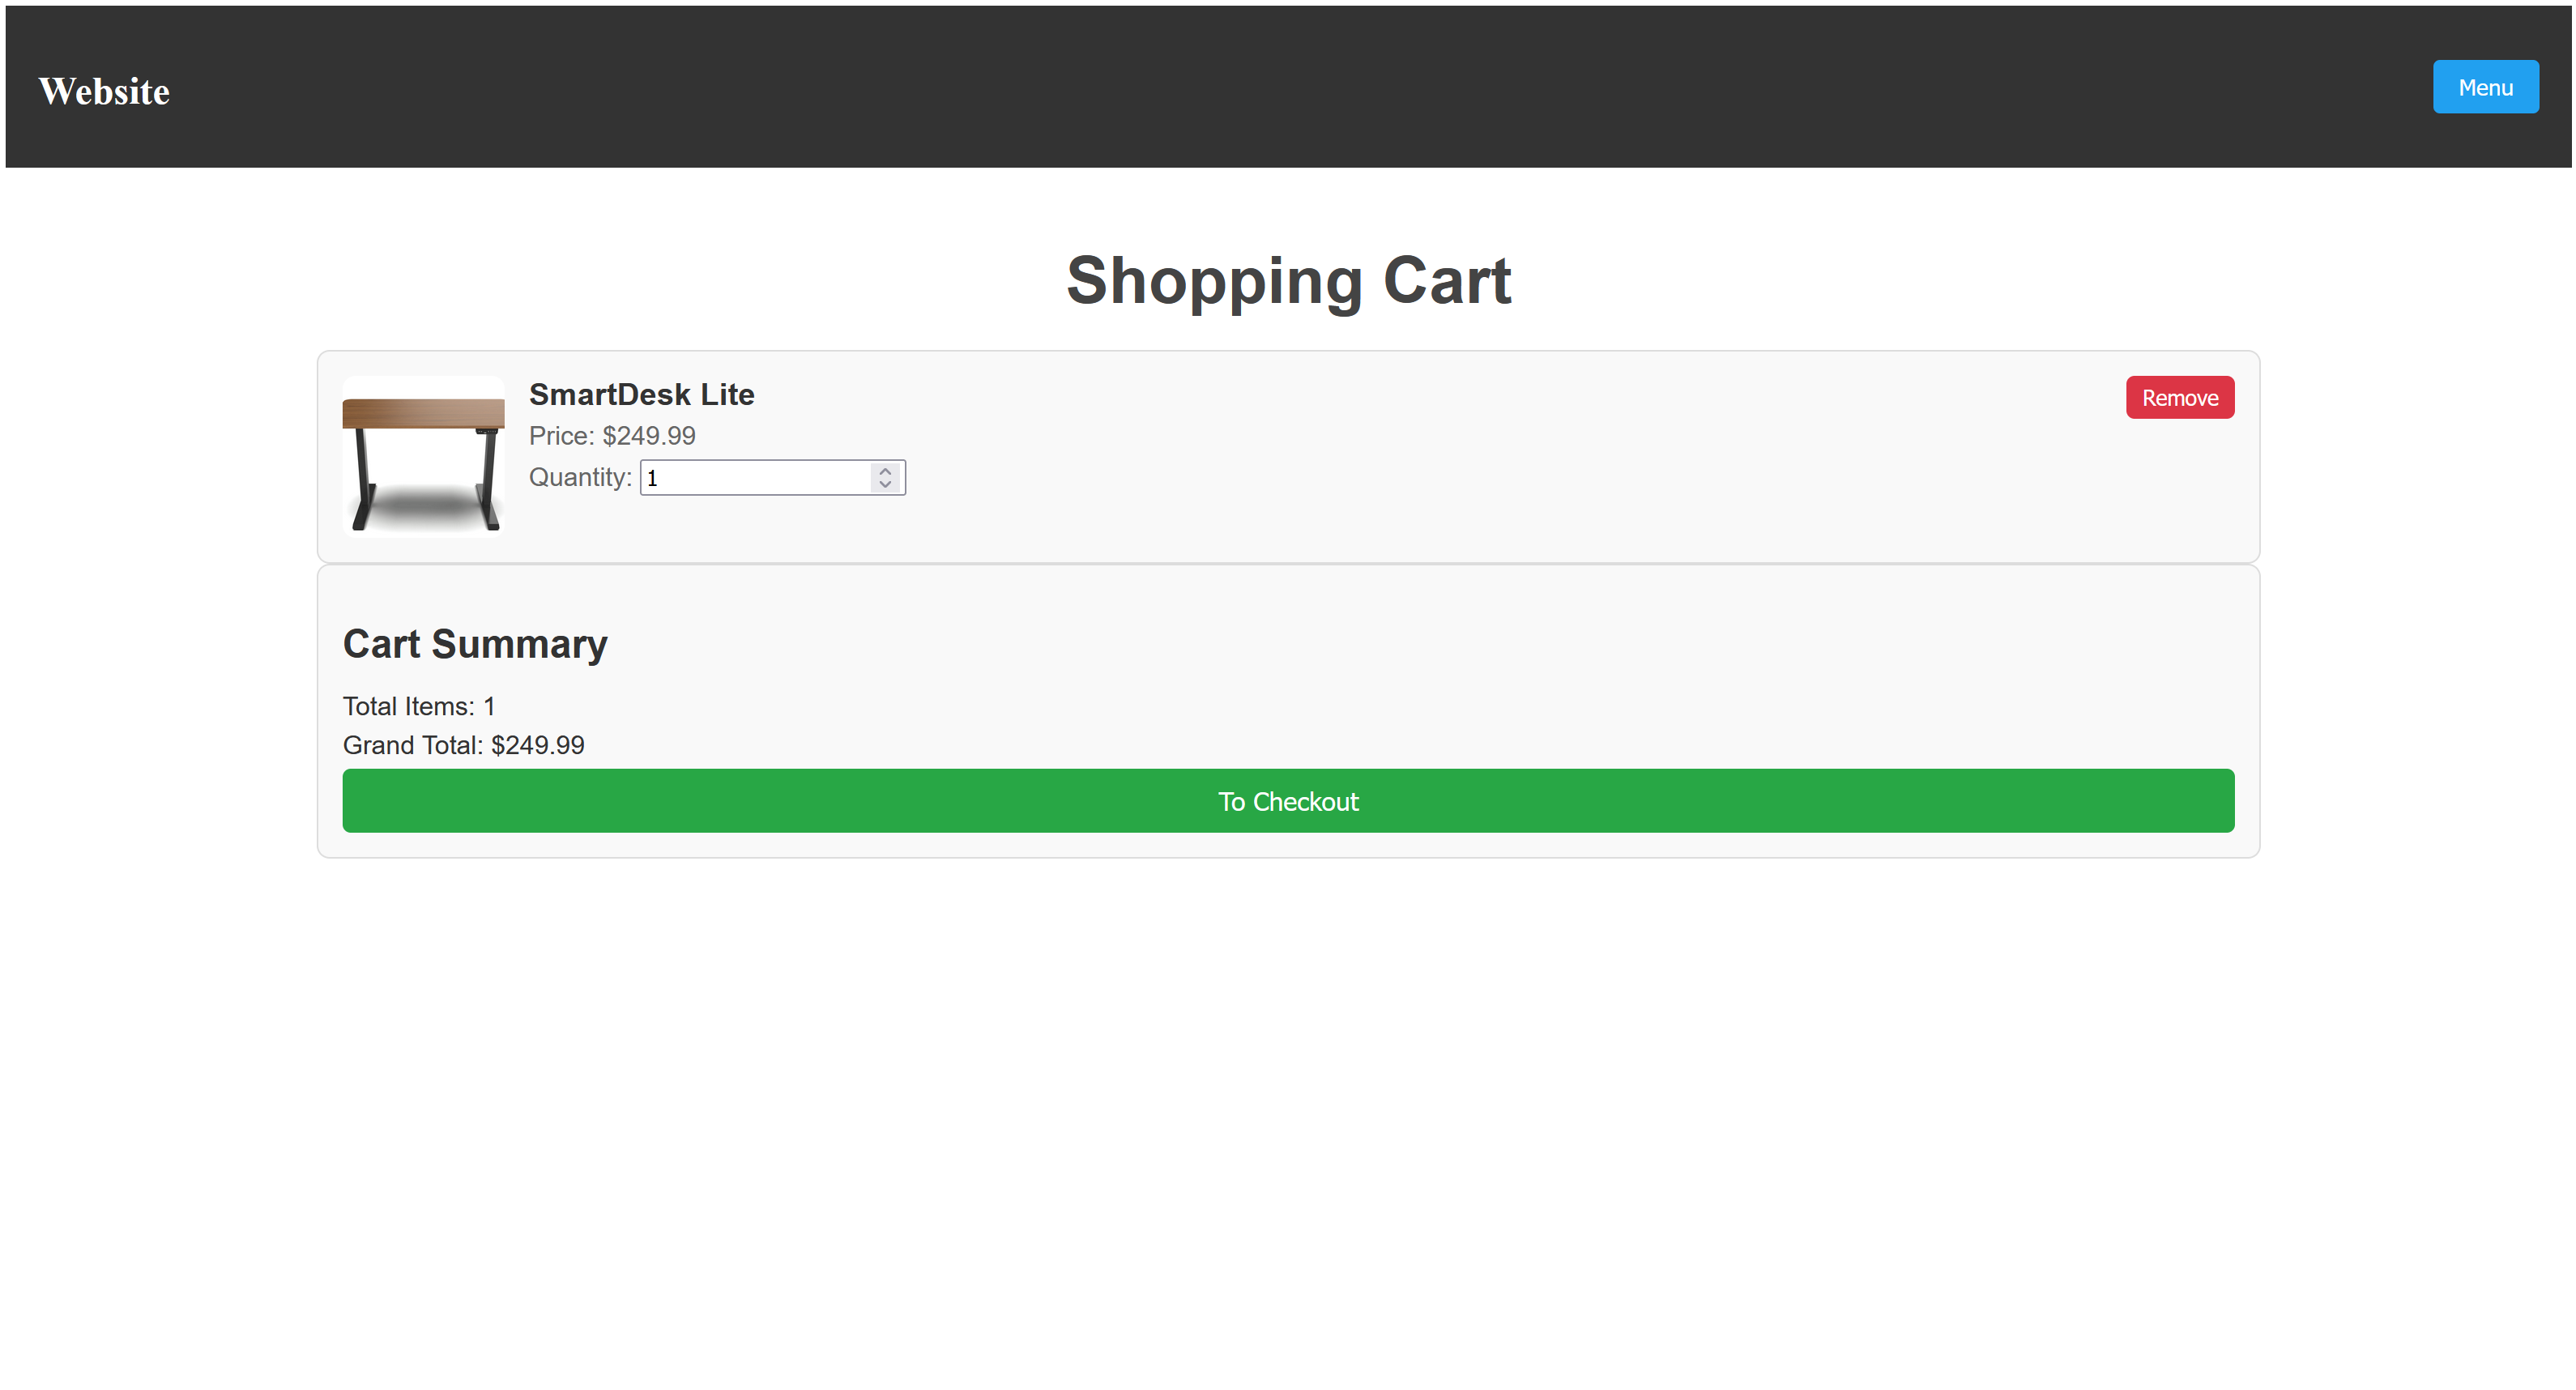 Website
Menu
Shopping Cart
SmartDesk Lite
Remove
Price: $249.99
Quantity: 1
Cart Summary
Total Items: 1
Grand Total: $249.99
To Checkout